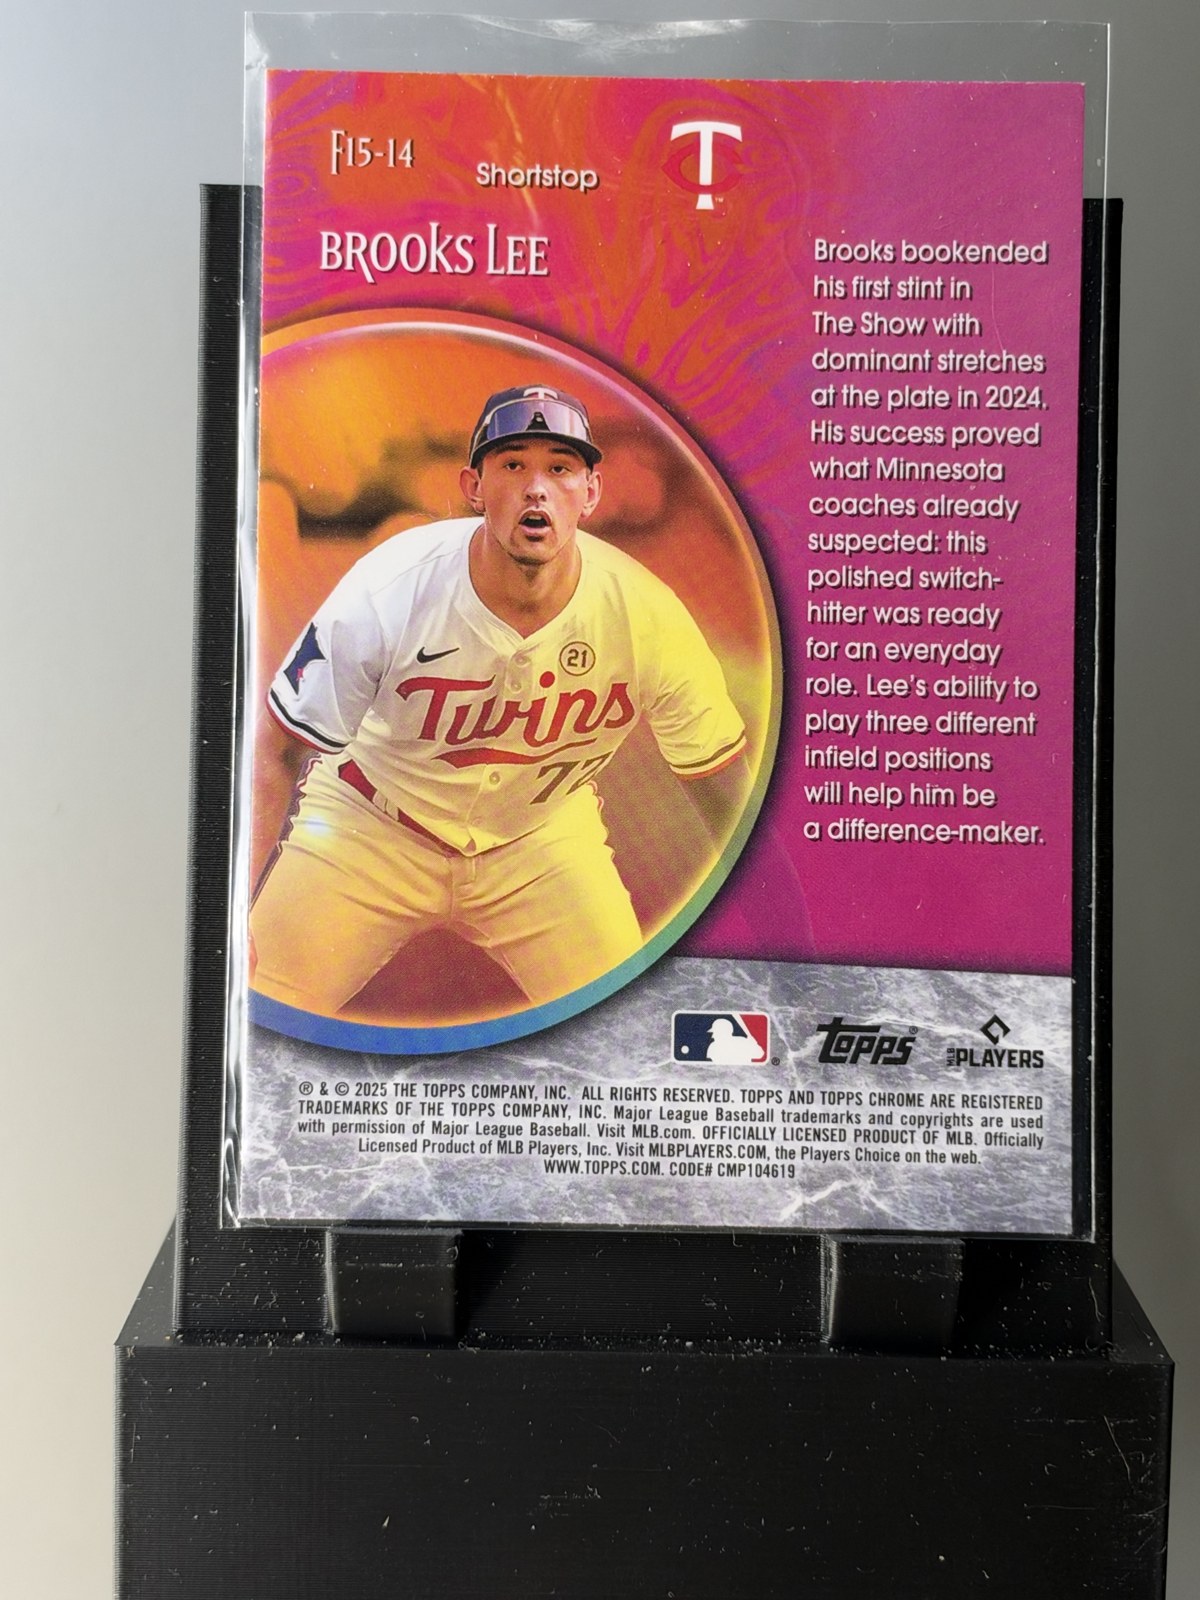 F15-14
Shortstop
T
TM
BROOKS LEE
Brooks bookended
his first stint in
The Show with
dominant stretches
at the plate in 2024.
His success proved
what Minnesota
coaches already
suspected: this
polished switch-
hitter was ready
for an everyday
role. Lee's ability to
play three different
infield positions
will help him be
a difference-maker.
T
21
Twins
72
Topps®
MLB PLAYERS
® & © 2025 THE TOPPS COMPANY, INC. ALL RIGHTS RESERVED. TOPPS AND TOPPS CHROME ARE REGISTERED
TRADEMARKS OF THE TOPPS COMPANY, INC. Major League Baseball trademarks and copyrights are used
with permission of Major League Baseball. Visit MLB.com. OFFICIALLY LICENSED PRODUCT OF MLB. Officially
Licensed Product of MLB Players, Inc. Visit MLBPLAYERS.COM, the Players Choice on the web.
WWW.TOPPS.COM. CODE# CMP104619